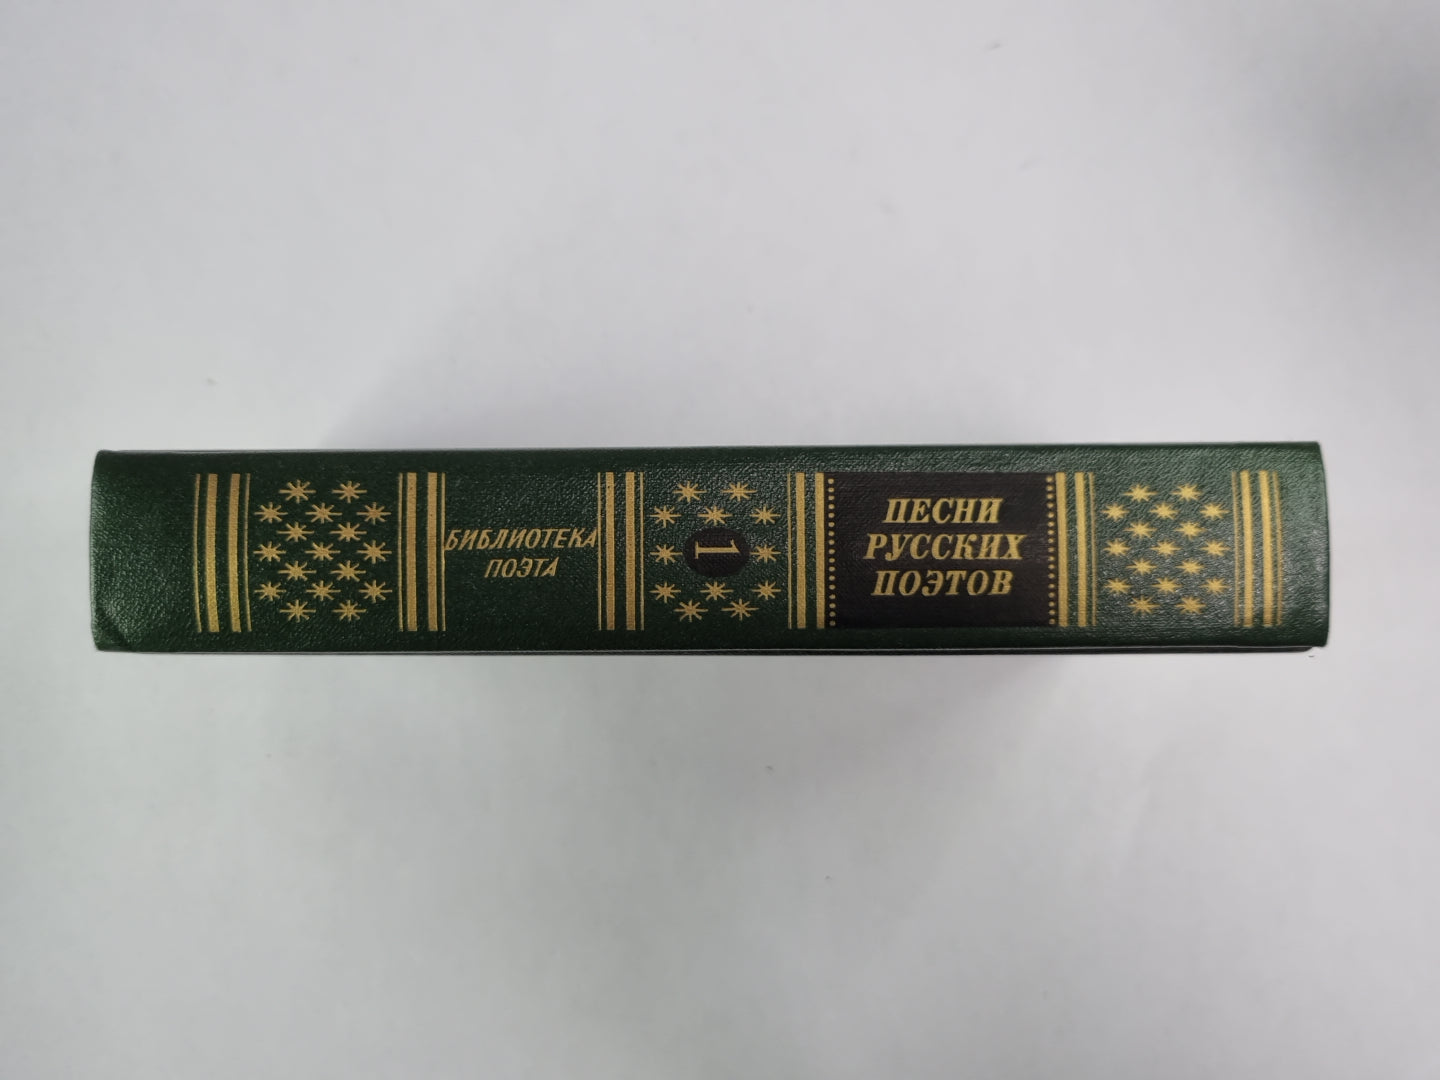 БИБЛИОТЕКА
ПОЭТА
1
ПЕСНИ
РУССКИХ
ПОЭТОВ